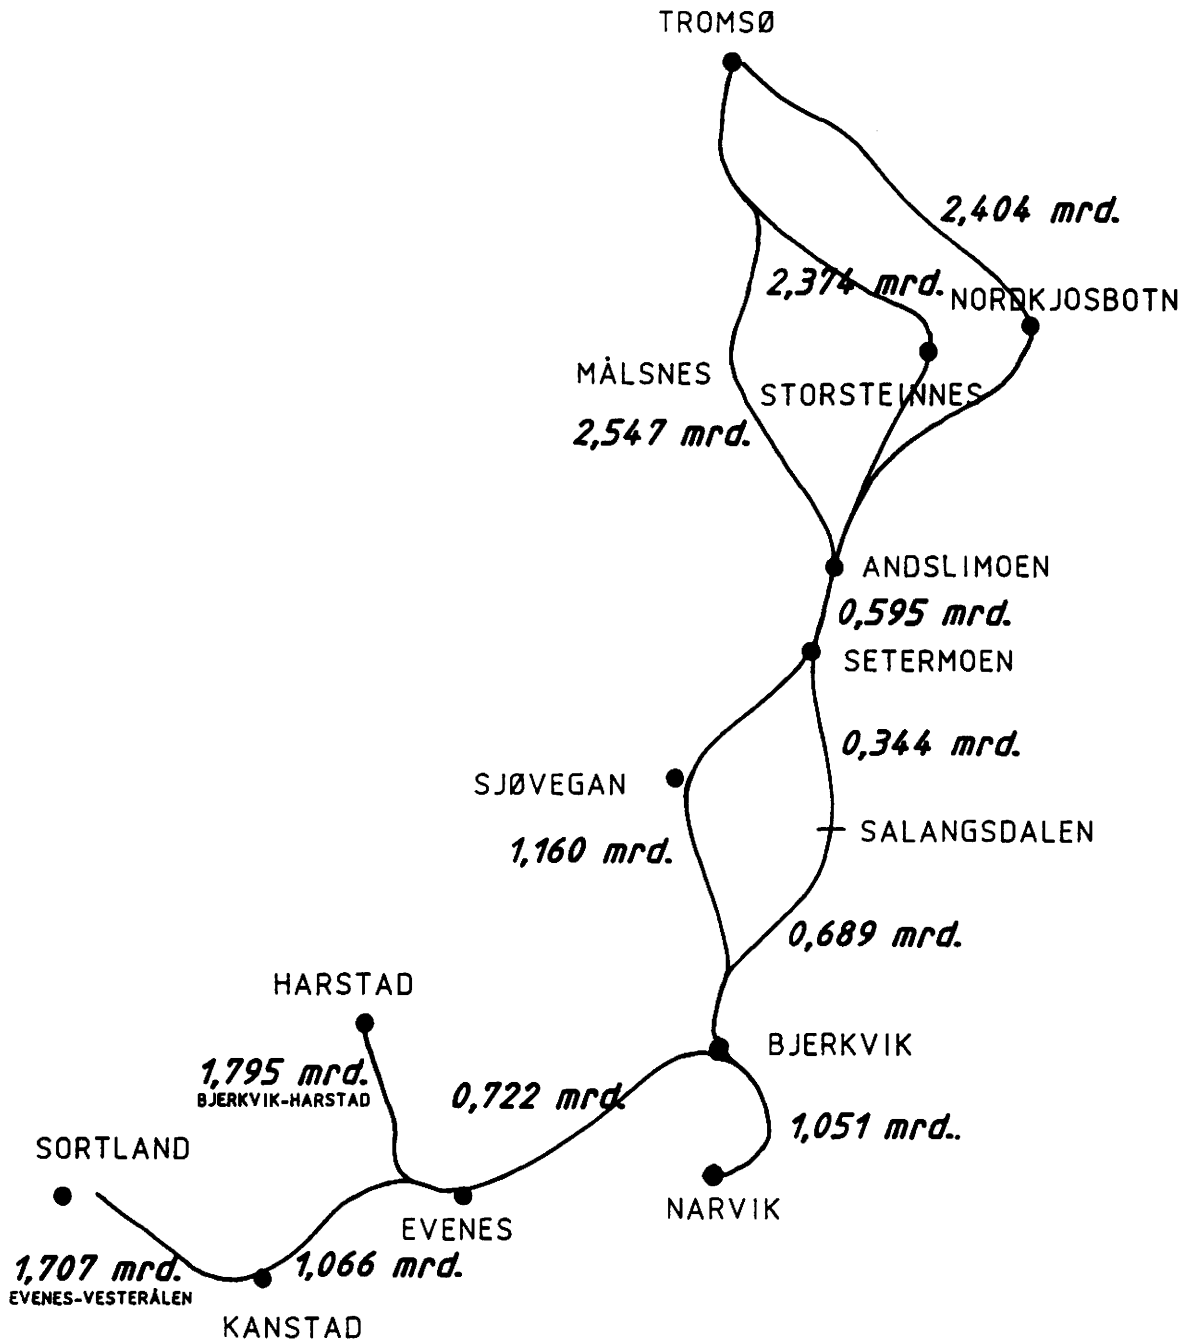 TROMSØ
2,404 mrd.
2,374 mrd.
NORDKJOSBOTN
MÅLSNES
STORSTEINNES
2,547 mrd.
ANDSLIMOEN
0,595 mrd.
SETERMOEN
0,344 mrd.
SJØVEGAN
SALANGSDALEN
1,160 mrd.
0,689 mrd.
HARSTAD
BJERKVIK
1,795 mrd.
BJERKVIK-HARSTAD
0,722 mrd.
1,051 mrd..
SORTLAND
NARVIK
EVENES
1,707 mrd.
EVENES-VESTERÅLEN
1,066 mrd.
KANSTAD